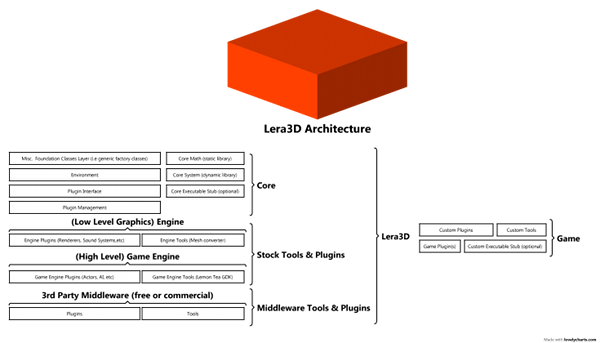 Lera3D Architecture
Misc. Foundation Classes Layer (i.e generic factory classes)
Core Math (static library)
Environment
Core System (dynamic library)
Plugin Interface
Core Executable Stub (optional)
Plugin Management
Core
(Low Level Graphics) Engine
Engine Plugins (Renderers, Sound Systems,etc)
Engine Tools (Mesh converter)
(High Level) Game Engine
Game Engine Plugins (Actors, AI etc)
Game Engine Tools (Lemon Tea GDK)
Stock Tools & Plugins
3rd Party Middleware (free or commercial)
Plugins
Tools
Middleware Tools & Plugins
Lera3D
Custom Plugins
Custom Tools
Game Plugin(s)
Custom Executable Stub (optional)
Game
Made with lovelycharts.com